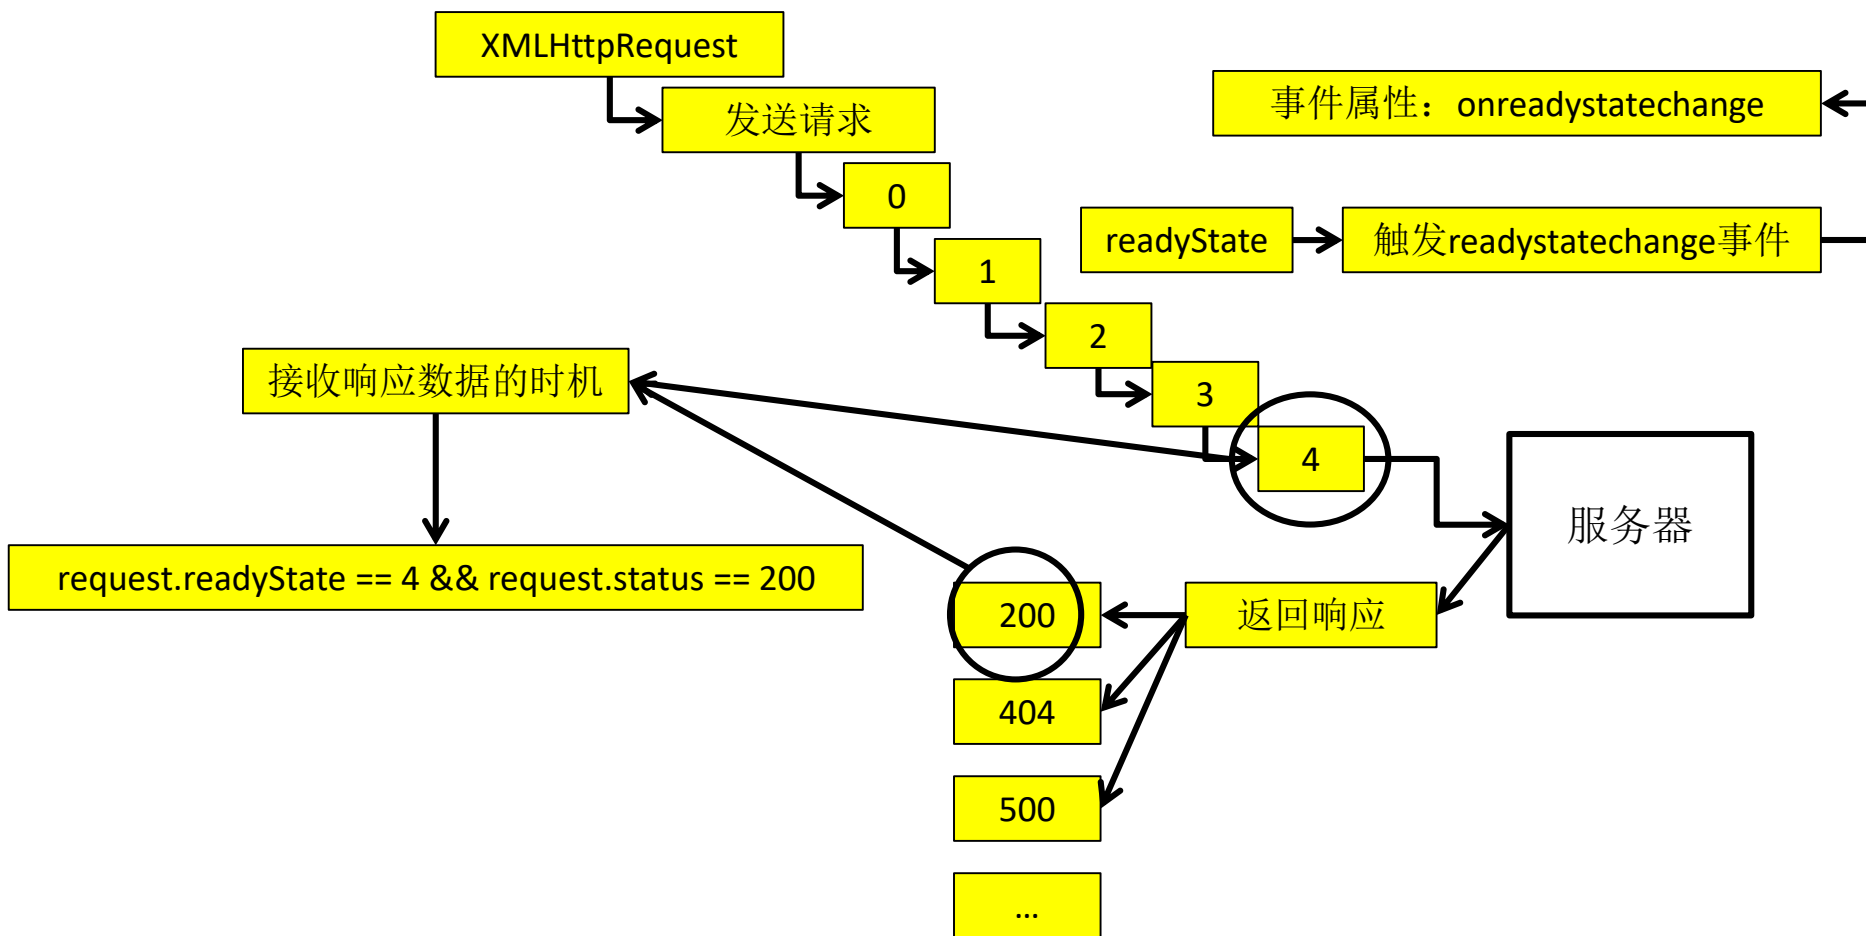 XMLHttpRequest
发送请求
事件属性：onreadystatechange
0
readyState
触发readystatechange事件
1
2
接收响应数据的时机
3
4
服务器
request.readyState == 4 && request.status == 200
200
返回响应
404
500
...